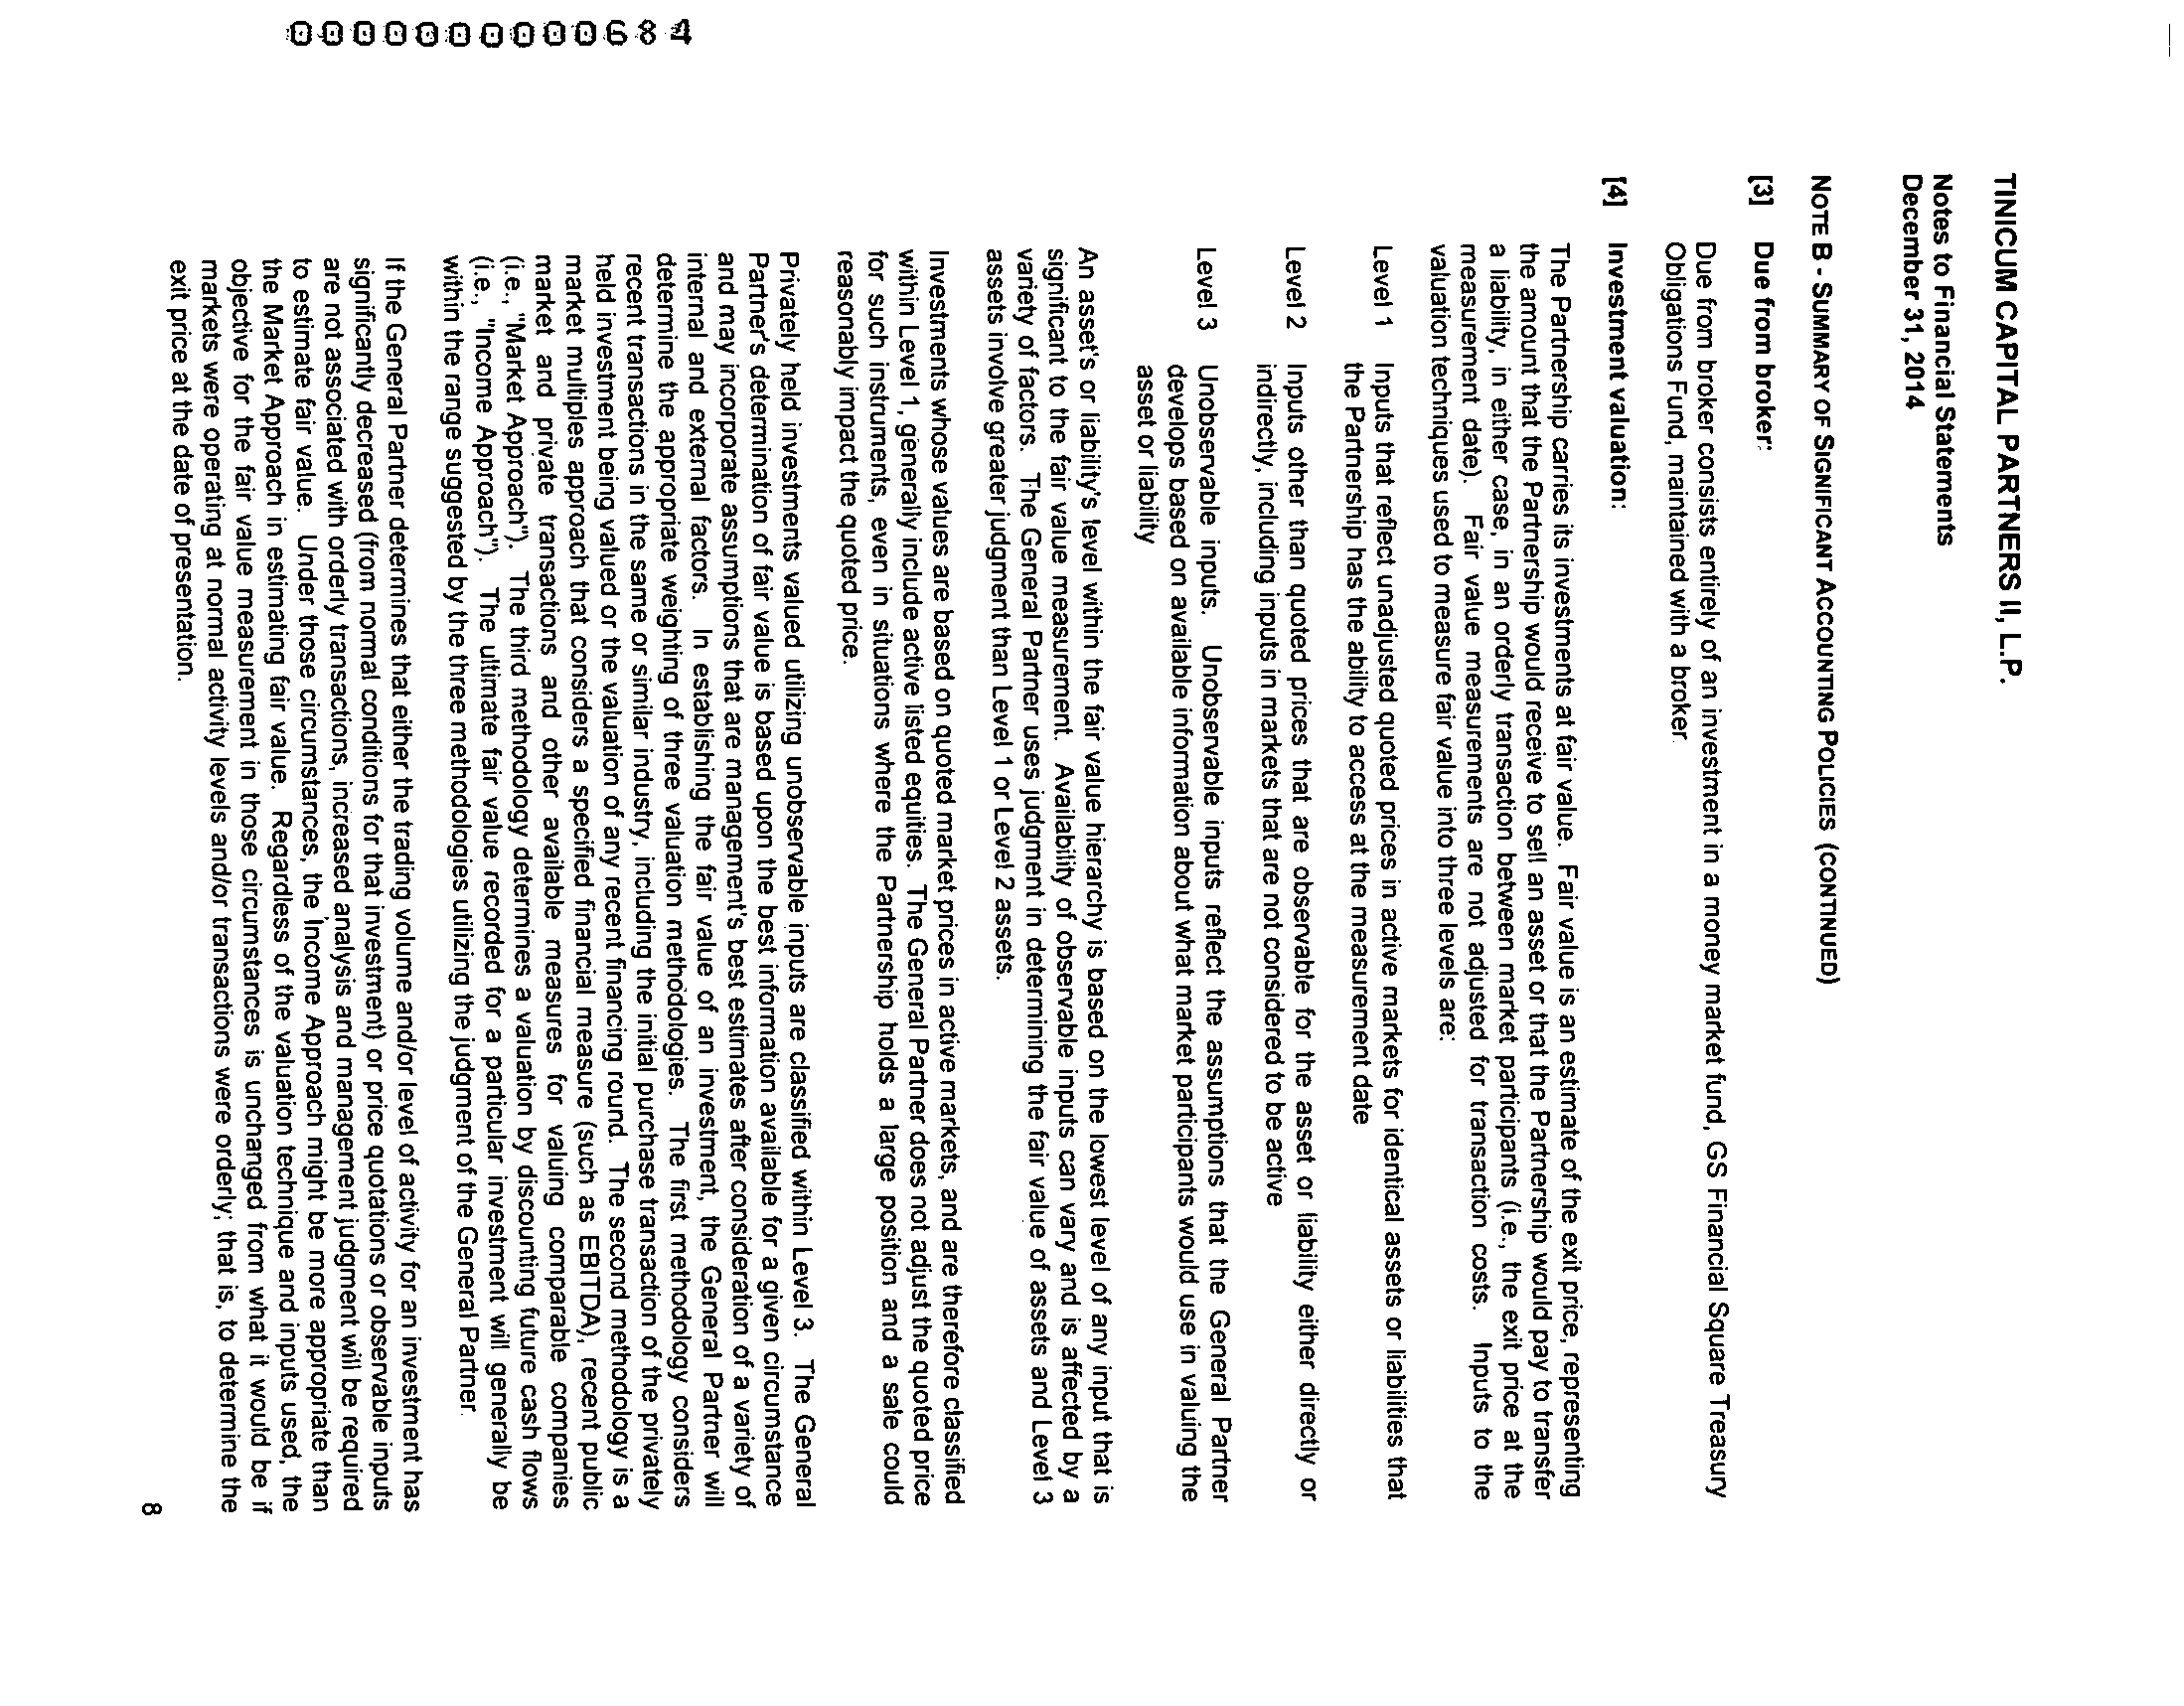 TINICUM CAPITAL PARTNERS II, L.P.
Notes to Financial Statements
December 31, 2014
NOTE B - SUMMARY OF SIGNIFICANT ACCOUNTING POLICIES (CONTINUED)
[3] Due from broker:
Due from broker consists entirely of an investment in a money market fund, GS Financial Square Treasury
Obligations Fund, maintained with a broker.
[4] Investment valuation:
The Partnership carries its investments at fair value. Fair value is an estimate of the exit price, representing
the amount that the Partnership would receive to sell an asset or that the Partnership would pay to transfer
a liability, in either case, in an orderly transaction between market participants (i.e., the exit price at the
measurement date). Fair value measurements are not adjusted for transaction costs. Inputs to the
valuation techniques used to measure fair value into three levels are:
Level 1 Inputs that reflect unadjusted quoted prices in active markets for identical assets or liabilities that
the Partnership has the ability to access at the measurement date
Level 2 Inputs other than quoted prices that are observable for the asset or liability either directly or
indirectly, including inputs in markets that are not considered to be active
Level 3 Unobservable inputs. Unobservable inputs reflect the assumptions that the General Partner
develops based on available information about what market participants would use in valuing the
asset or liability
An asset's or liability's level within the fair value hierarchy is based on the lowest level of any input that is
significant to the fair value measurement. Availability of observable inputs can vary and is affected by a
variety of factors. The General Partner uses judgment in determining the fair value of assets and Level 3
assets involve greater judgment than Level 1 or Level 2 assets.
Investments whose values are based on quoted market prices in active markets, and are therefore classified
within Level 1, generally include active listed equities. The General Partner does not adjust the quoted price
for such instruments, even in situations where the Partnership holds a large position and a sale could
reasonably impact the quoted price.
Privately held investments valued utilizing unobservable inputs are classified within Level 3. The General
Partner's determination of fair value is based upon the best information available for a given circumstance
and may incorporate assumptions that are management's best estimates after consideration of a variety of
internal and external factors. In establishing the fair value of an investment, the General Partner will
determine the appropriate weighting of three valuation methodologies. The first methodology considers
recent transactions in the same or similar industry, including the initial purchase transaction of the privately
held investment being valued or the valuation of any recent financing round. The second methodology is a
market multiples approach that considers a specified financial measure (such as EBITDA), recent public
market and private transactions and other available measures for valuing comparable companies
(i.e., "Market Approach"). The third methodology determines a valuation by discounting future cash flows
(i.e., "Income Approach"). The ultimate fair value recorded for a particular investment will generally be
within the range suggested by the three methodologies utilizing the judgment of the General Partner.
If the General Partner determines that either the trading volume and/or level of activity for an investment has
significantly decreased (from normal conditions for that investment) or price quotations or observable inputs
are not associated with orderly transactions, increased analysis and management judgment will be required
to estimate fair value. Under those circumstances, the Income Approach might be more appropriate than
the Market Approach in estimating fair value. Regardless of the valuation technique and inputs used, the
objective for the fair value measurement in those circumstances is unchanged from what it would be if
markets were operating at normal activity levels and/or transactions were orderly; that is, to determine the
exit price at the date of presentation.
8